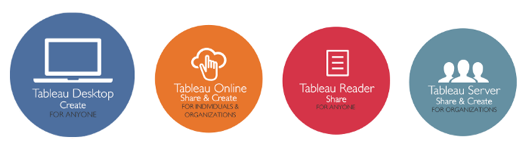 Tableau Desktop
Create
FOR ANYONE
Tableau Online
Share & Create
FOR INDIVIDUALS &
ORGANIZATIONS
Tableau Reader
Share
FOR ANYONE
Tableau Server
Share & Create
FOR ORGANIZATIONS